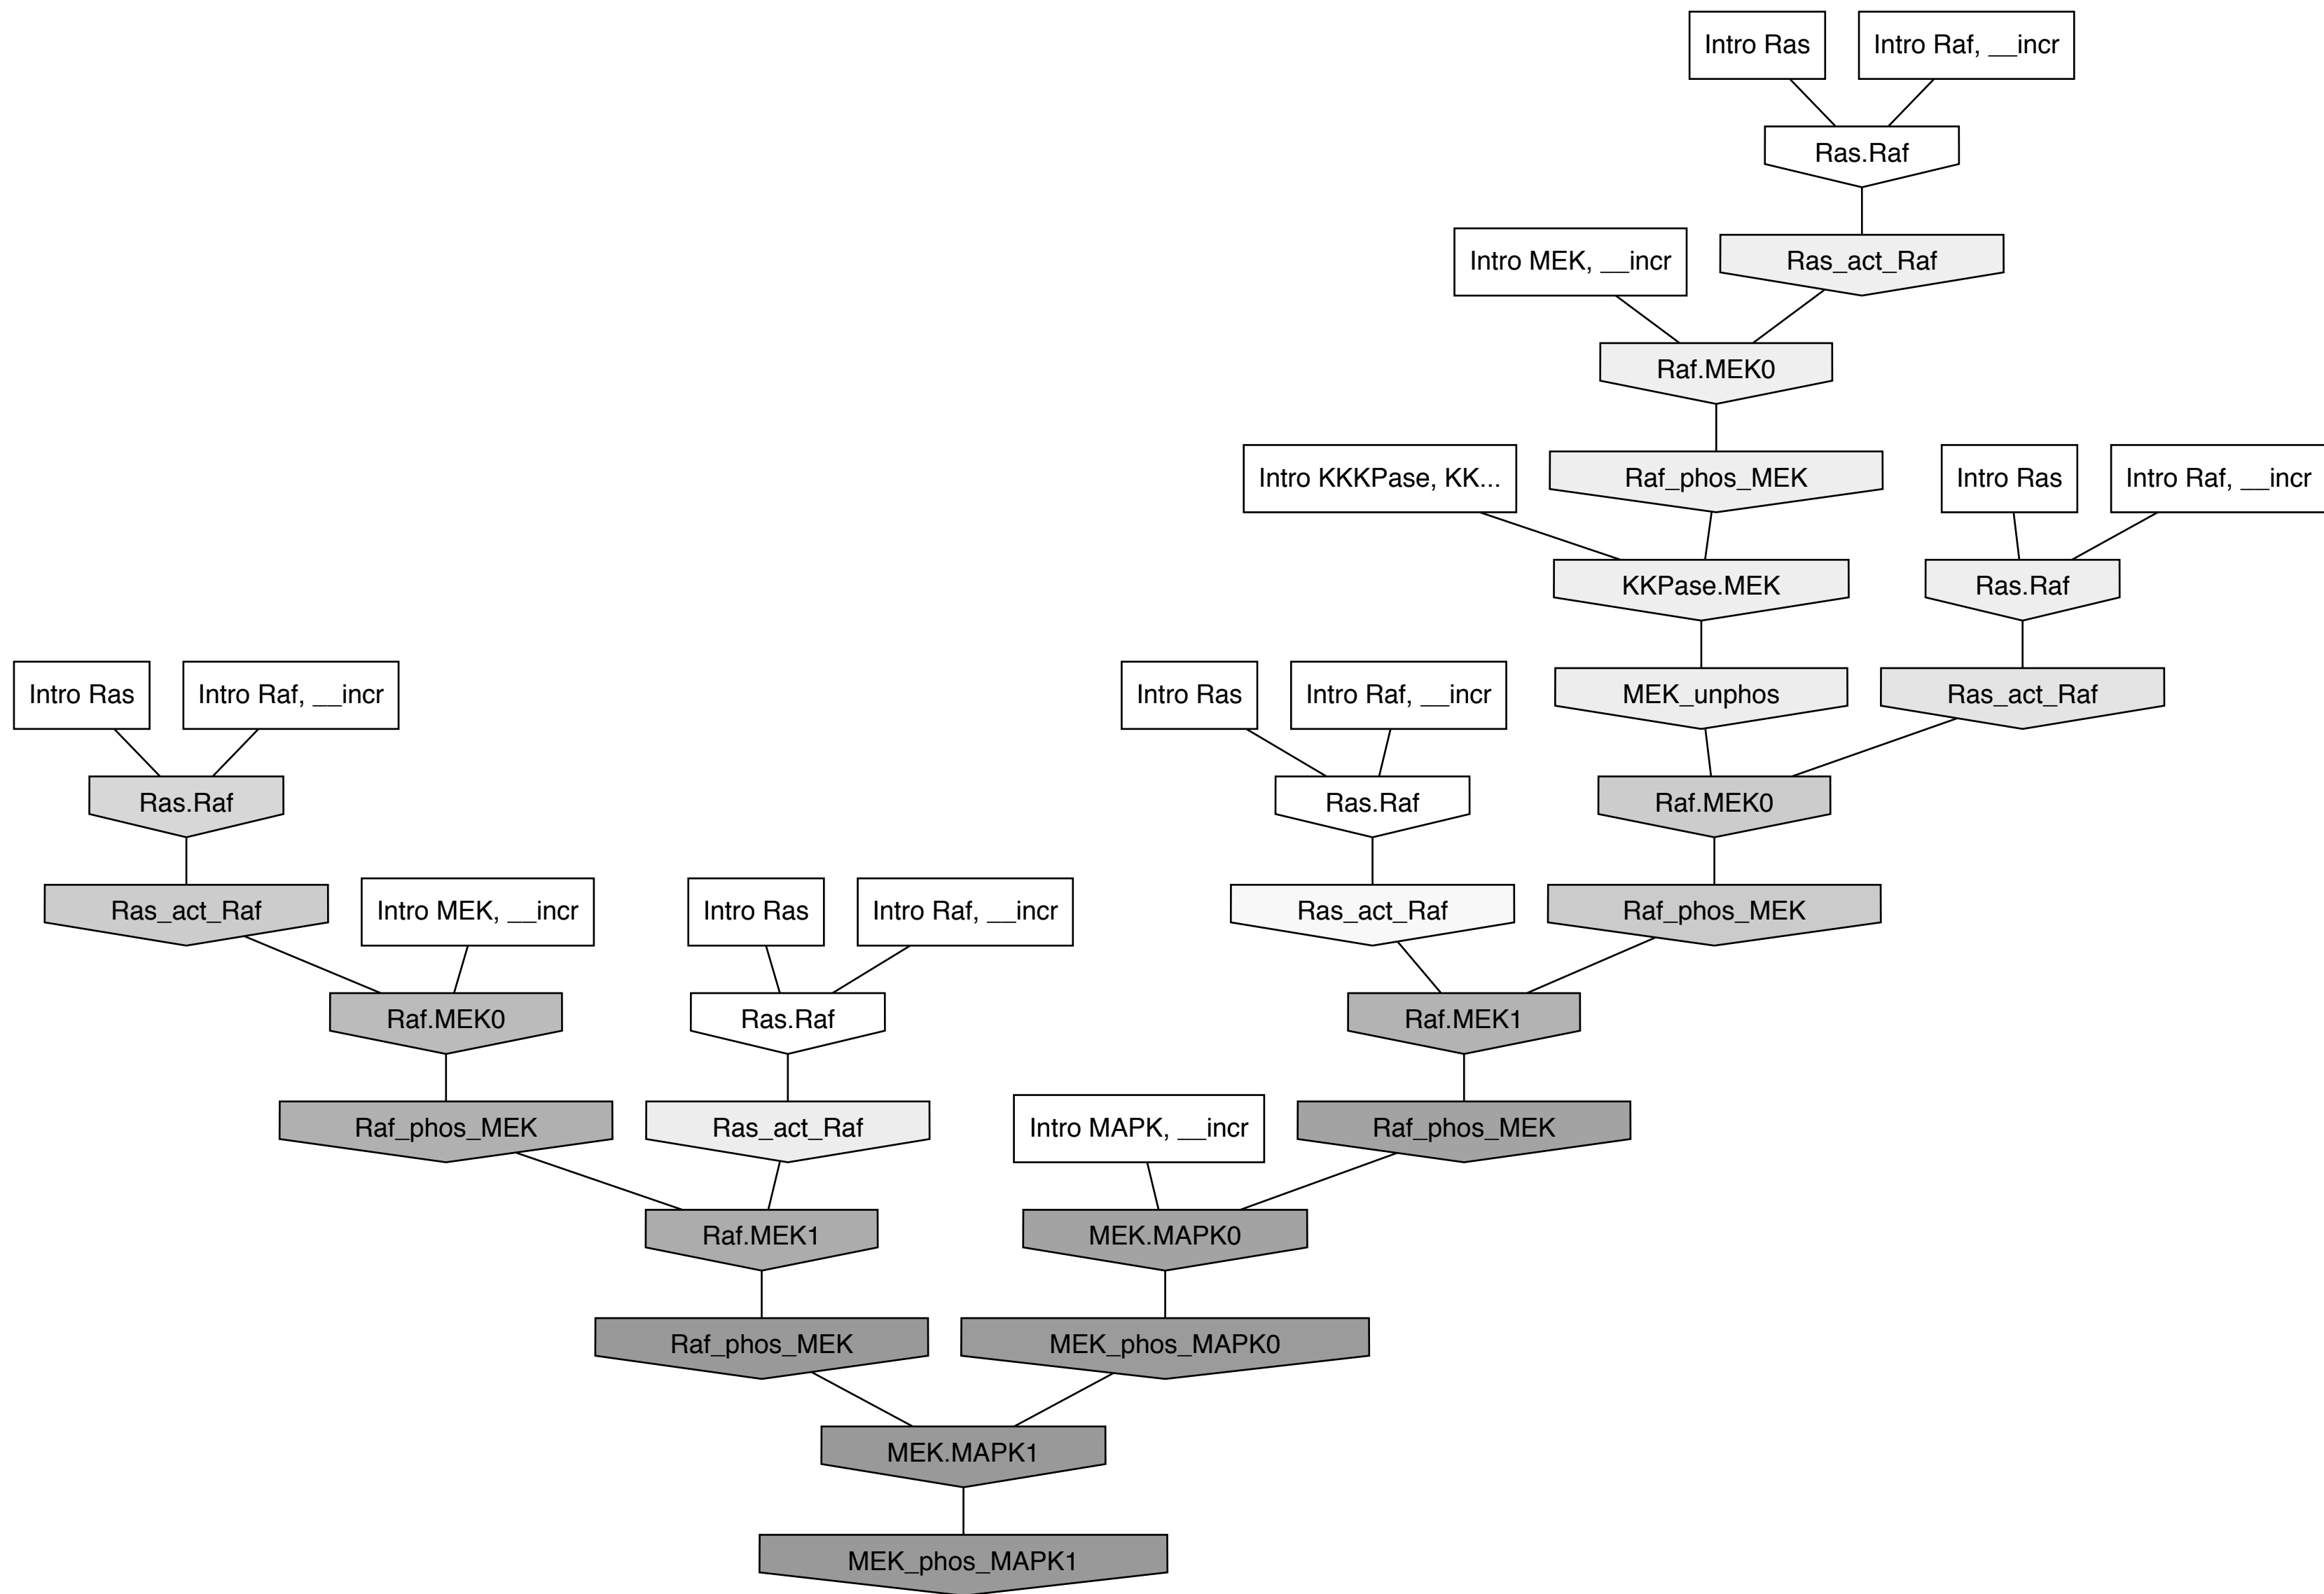 Intro Ras
Intro Raf, __incr
Ras.Raf
Intro MEK, __incr
Ras_act_Raf
Raf.MEK0
Intro KKKPase, KK...
Raf_phos_MEK
Intro Ras
Intro Raf, __incr
KKPase.MEK
Ras.Raf
Intro Ras
Intro Raf, __incr
Intro Ras
Intro Raf, __incr
MEK_unphos
Ras_act_Raf
Ras.Raf
Ras.Raf
Raf.MEK0
Ras_act_Raf
Intro MEK, __incr
Intro Ras
Intro Raf, __incr
Ras_act_Raf
Raf_phos_MEK
Raf.MEK0
Ras.Raf
Raf.MEK1
Raf_phos_MEK
Ras_act_Raf
Intro MAPK, __incr
Raf_phos_MEK
Raf.MEK1
MEK.MAPK0
Raf_phos_MEK
MEK_phos_MAPK0
MEK.MAPK1
MEK_phos_MAPK1